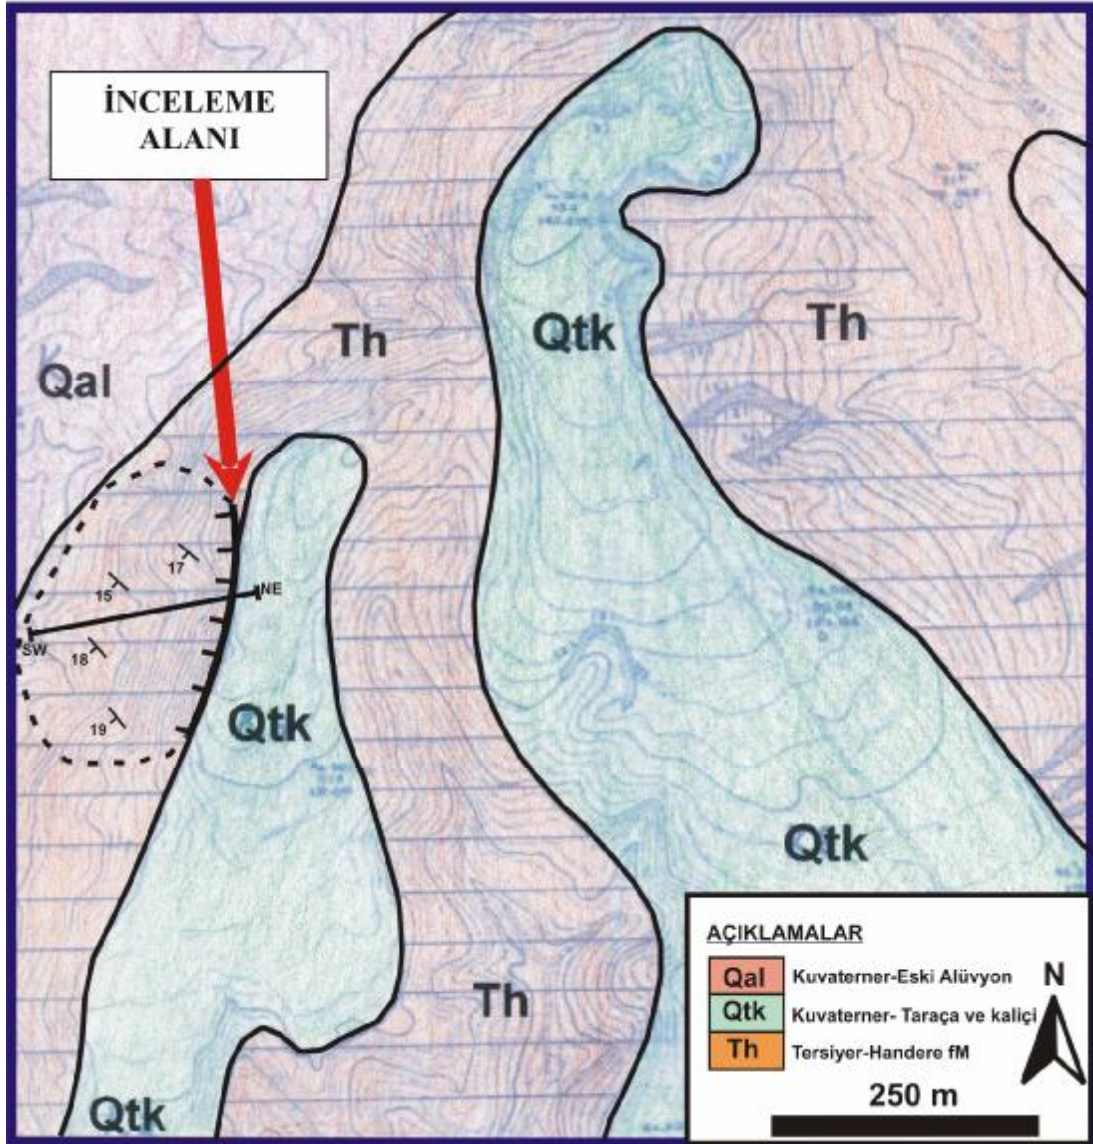 İNCELEME
ALANI
Th
Qtk
Th
Qal
17
15
NE
SW
18
19
Qtk
Qtk
Th
Qtk
AÇIKLAMALAR
Qal Kuvaterner-Eski Alüvyon
Qtk Kuvaterner- Taraça ve kaliçi
Th Tersiyer-Handere fM
N
250 m